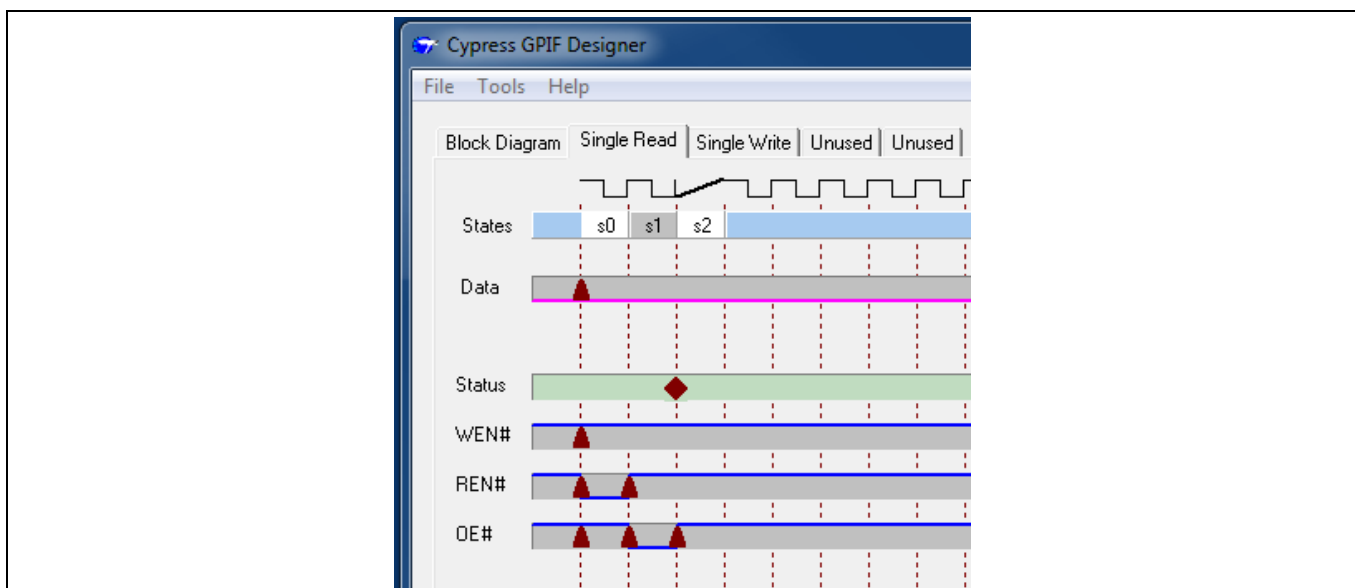 Cypress GPIF Designer
File Tools Help
Block Diagram Single Read Single Write Unused Unused
States s0 s1 s2
Data
Status
WEN#
REN#
OE#